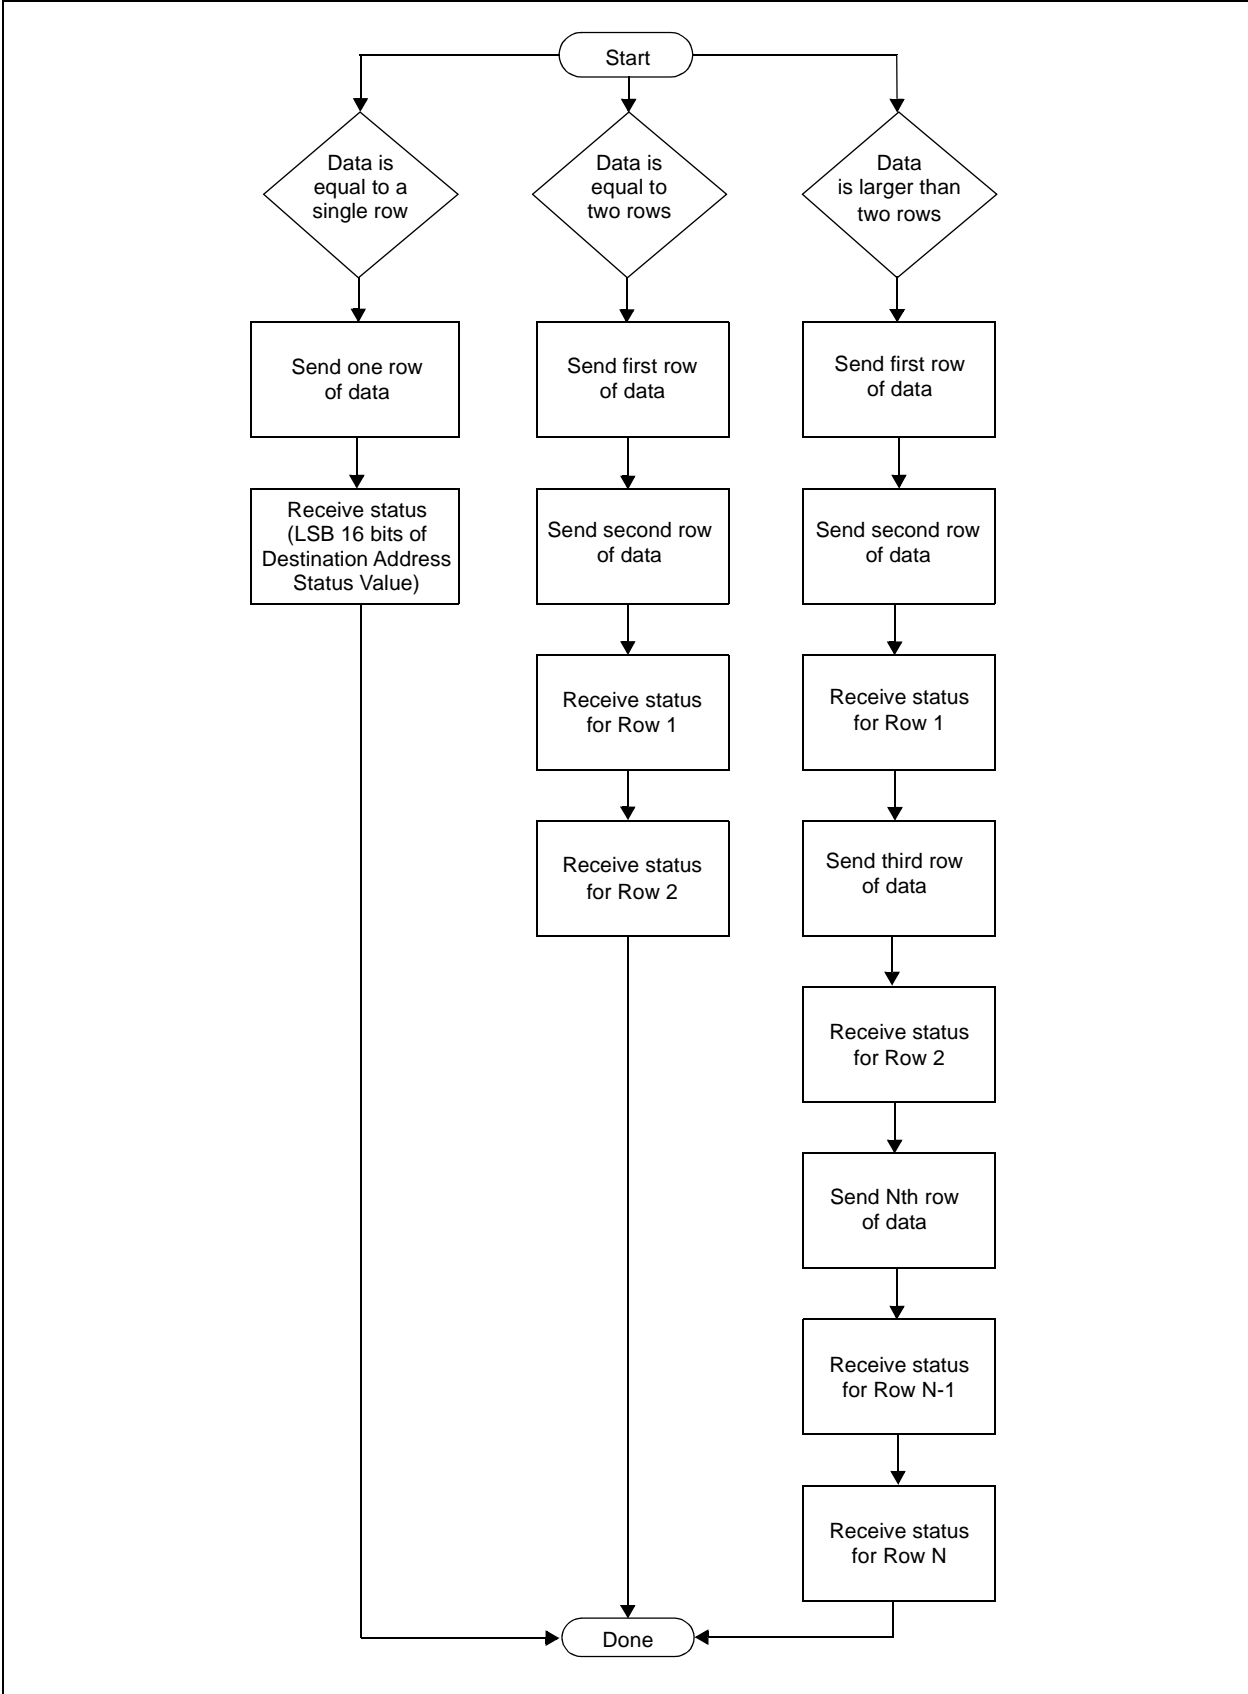 Start
Data is
equal to a
single row
Data is
equal to
two rows
Data
is larger than
two rows
Send one row
of data
Send first row
of data
Send first row
of data
Receive status
(LSB 16 bits of
Destination Address
Status Value)
Send second row
of data
Send second row
of data
Receive status
for Row 1
Receive status
for Row 1
Receive status
for Row 2
Send third row
of data
Receive status
for Row 2
Send Nth row
of data
Receive status
for Row N-1
Receive status
for Row N
Done